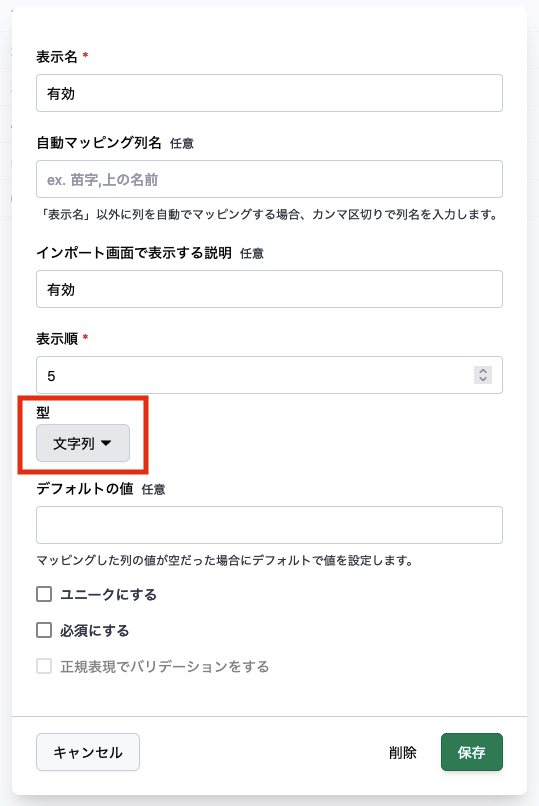 表示名 *
有効
自動マッピング列名 任意
ex. 苗字,上の名前
「表示名」以外に列を自動でマッピングする場合、カンマ区切りで列名を入力します。
インポート画面で表示する説明 任意
有効
表示順 *
5
型
文字列
デフォルトの値 任意
マッピングした列の値が空だった場合にデフォルトで値を設定します。
ユニークにする
必須にする
正規表現でバリデーションをする
キャンセル 削除 保存